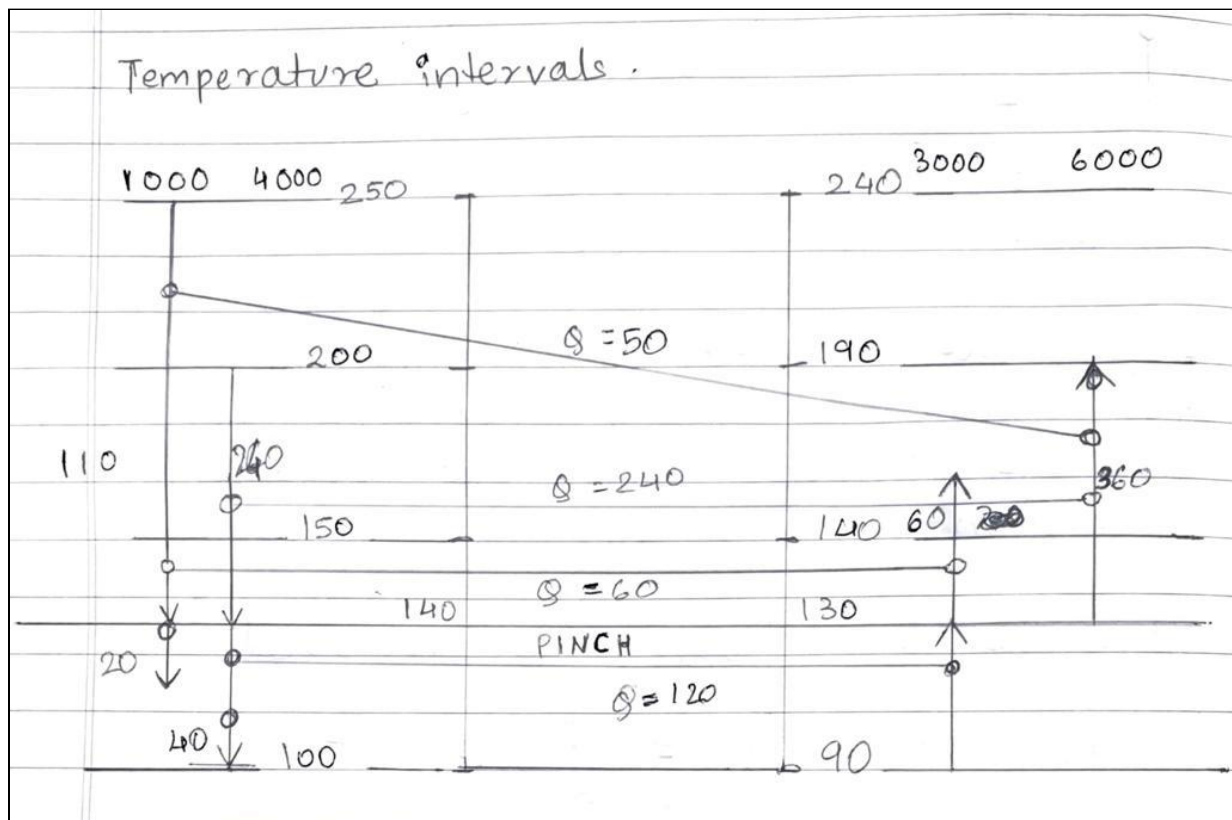 Temperature intervals.
1000 4000 250 240 3000 6000
Q = 50
200 190
110 240 Q = 240 360
150 140 60
Q = 60
140 130
PINCH
20
Q = 120
40 100 90